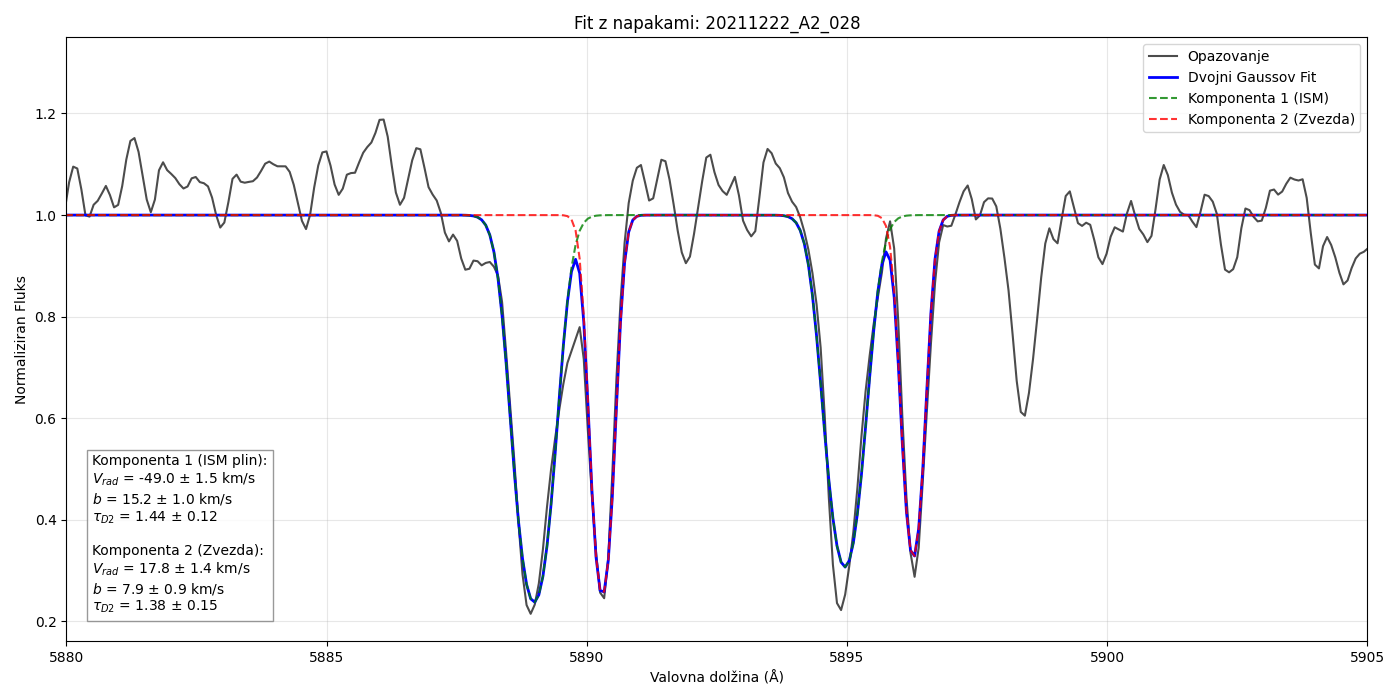 Fit z napakami: 20211222_A2_028
Opazovanje
Dvojni Gaussov Fit
Komponenta 1 (ISM)
Komponenta 2 (Zvezda)
Normaliziran Fluks
1.2
1.0
0.8
0.6
0.4
0.2
Komponenta 1 (ISM plin):
V_rad = -49.0 ± 1.5 km/s
b = 15.2 ± 1.0 km/s
τ_D2 = 1.44 ± 0.12
Komponenta 2 (Zvezda):
V_rad = 17.8 ± 1.4 km/s
b = 7.9 ± 0.9 km/s
τ_D2 = 1.38 ± 0.15
5880 5885 5890 5895 5900 5905
Valovna dolžina (Å)